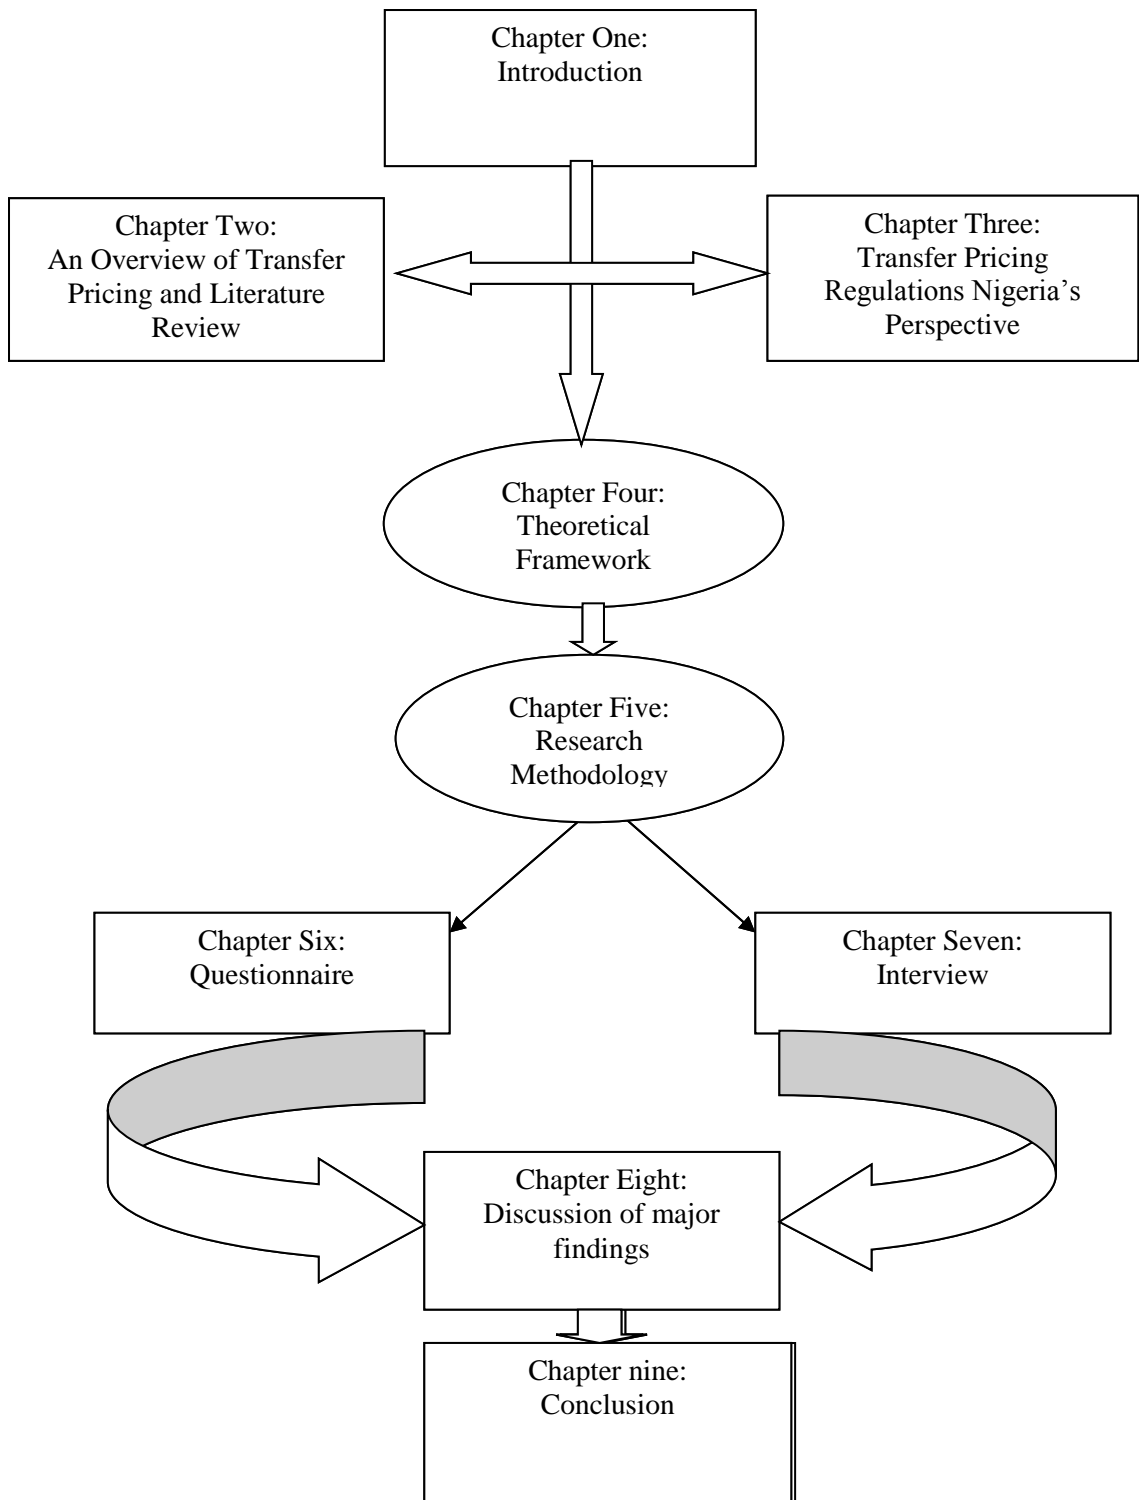 Chapter One:
Introduction
Chapter Two:
An Overview of Transfer
Pricing and Literature
Review
Chapter Three:
Transfer Pricing
Regulations Nigeria’s
Perspective
Chapter Four:
Theoretical
Framework
Chapter Five:
Research
Methodology
Chapter Six:
Questionnaire
Chapter Seven:
Interview
Chapter Eight:
Discussion of major
findings
Chapter nine:
Conclusion